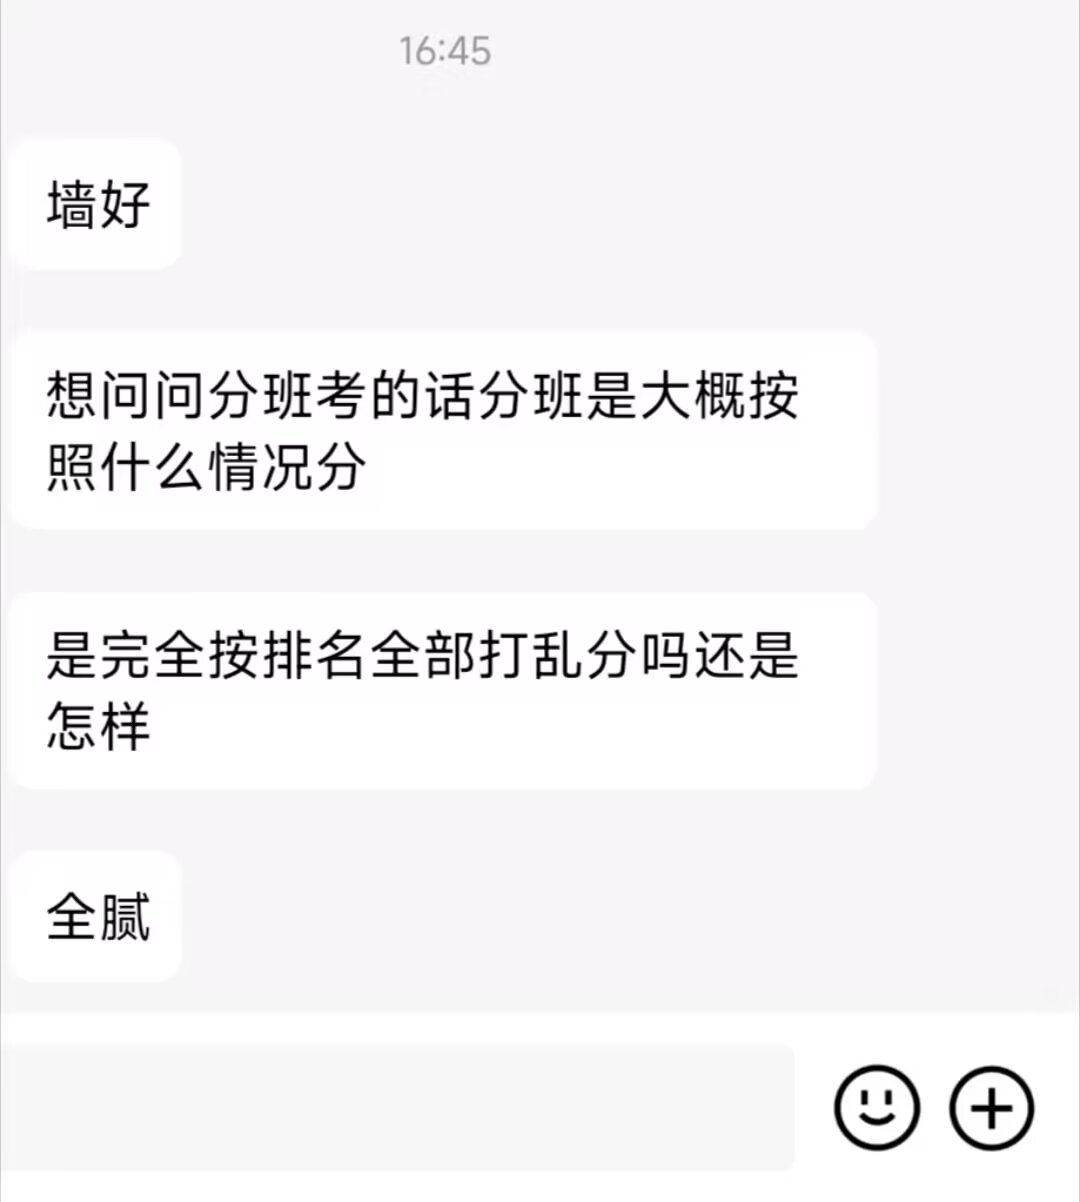 16:45
墙好
想问问分班考的话分班是大概按
照什么情况分
是完全按排名全部打乱分吗还是
怎样
全腻